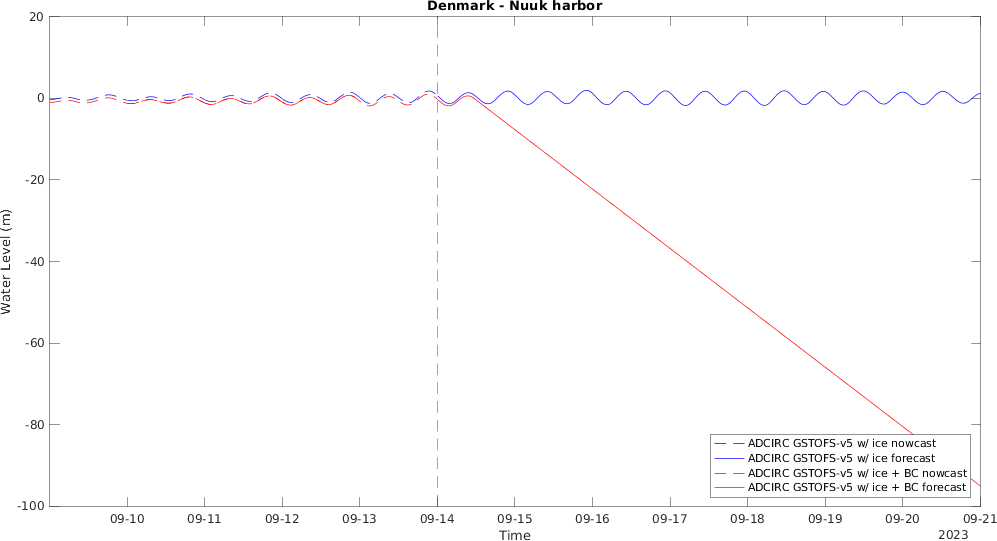 Denmark - Nuuk harbor
20
0
-20
-40
-60
-80
-100
Water Level (m)
09-10 09-11 09-12 09-13 09-14 09-15 09-16 09-17 09-18 09-19 09-20 09-21
Time
2023
ADCIRC GSTOFS-v5 w/ ice nowcast
ADCIRC GSTOFS-v5 w/ ice forecast
ADCIRC GSTOFS-v5 w/ ice + BC nowcast
ADCIRC GSTOFS-v5 w/ ice + BC forecast